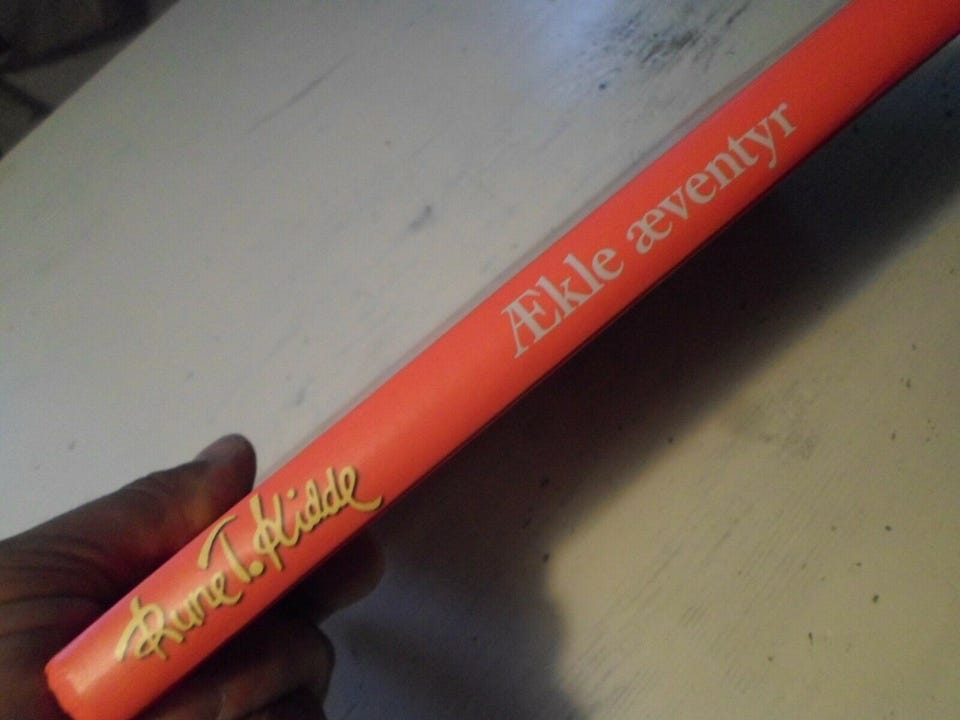 Rune T. Kidde
Ækle æventyr